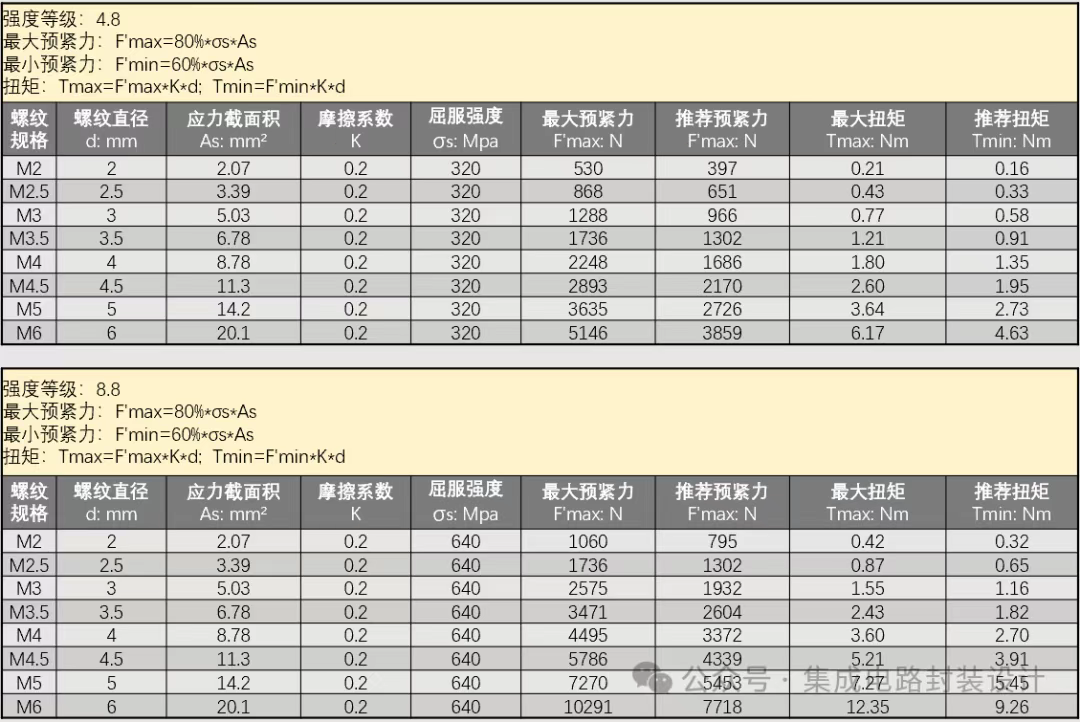 强度等级：4.8
最大预紧力：F'max=80%*σs*As
最小预紧力：F'min=60%*σs*As
扭矩：Tmax=F'max*K*d; Tmin=F'min*K*d
螺纹规格 螺纹直径 d: mm 应力截面积 As: mm² 摩擦系数 K 屈服强度 σs: Mpa 最大预紧力 F'max: N 推荐预紧力 F'max: N 最大扭矩 Tmax: Nm 推荐扭矩 Tmin: Nm
M2 2 2.07 0.2 320 530 397 0.21 0.16
M2.5 2.5 3.39 0.2 320 868 651 0.43 0.33
M3 3 5.03 0.2 320 1288 966 0.77 0.58
M3.5 3.5 6.78 0.2 320 1736 1302 1.21 0.91
M4 4 8.78 0.2 320 2248 1686 1.80 1.35
M4.5 4.5 11.3 0.2 320 2893 2170 2.60 1.95
M5 5 14.2 0.2 320 3635 2726 3.64 2.73
M6 6 20.1 0.2 320 5146 3859 6.17 4.63
强度等级：8.8
最大预紧力：F'max=80%*σs*As
最小预紧力：F'min=60%*σs*As
扭矩：Tmax=F'max*K*d; Tmin=F'min*K*d
螺纹规格 螺纹直径 d: mm 应力截面积 As: mm² 摩擦系数 K 屈服强度 σs: Mpa 最大预紧力 F'max: N 推荐预紧力 F'max: N 最大扭矩 Tmax: Nm 推荐扭矩 Tmin: Nm
M2 2 2.07 0.2 640 1060 795 0.42 0.32
M2.5 2.5 3.39 0.2 640 1736 1302 0.87 0.65
M3 3 5.03 0.2 640 2575 1932 1.55 1.16
M3.5 3.5 6.78 0.2 640 3471 2604 2.43 1.82
M4 4 8.78 0.2 640 4495 3372 3.60 2.70
M4.5 4.5 11.3 0.2 640 5786 4339 5.21 3.91
M5 5 14.2 0.2 640 7270 5453 7.27 5.45
M6 6 20.1 0.2 640 10291 7718 12.35 9.26
公众号 · 集成电路封装设计